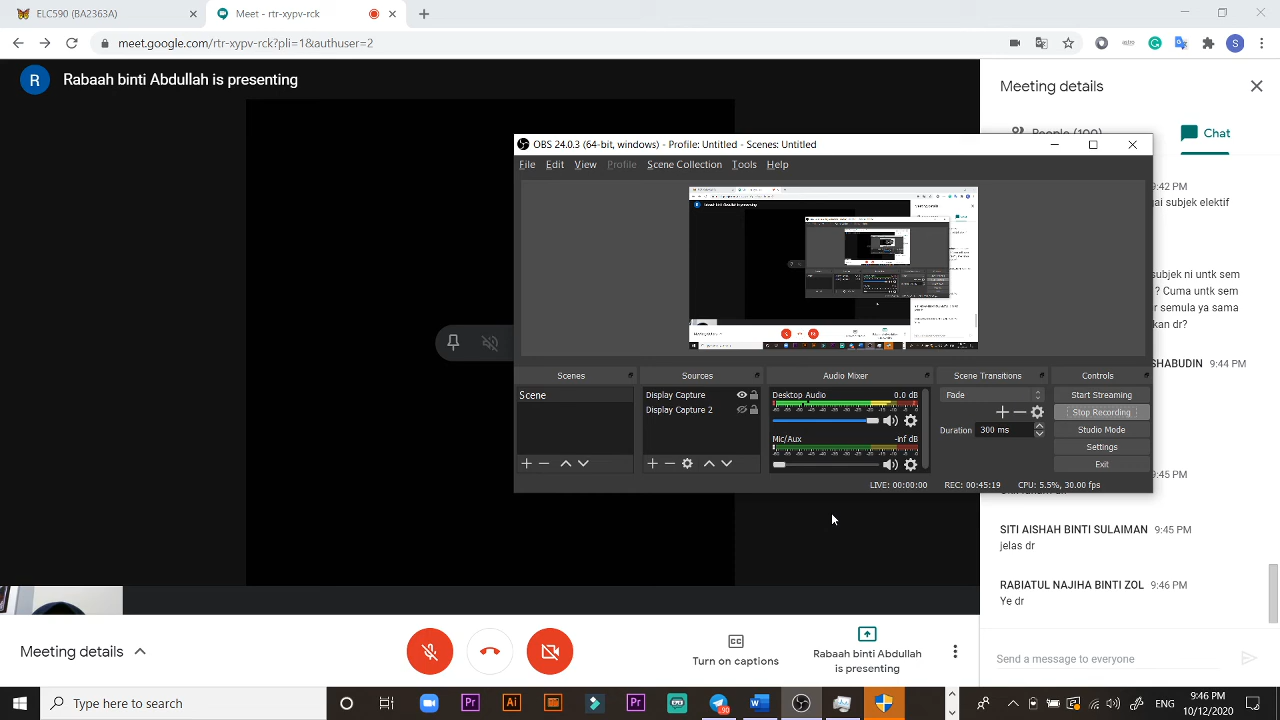 ELC590 (BA2363A)
Meet - rtr-xypv-rck
meet.google.com/rtr-xypv-rck?pli=1&authuser=2
S
R
Rabaah binti Abdullah is presenting
Meeting details
People (100)
Chat
9:42 PM
gai subjek elektif
subjek ni untk sem
? Cuma untk sem
r semula ya sama
kan dr?
SHABUDIN 9:44 PM
9:45 PM
SITI AISHAH BINTI SULAIMAN 9:45 PM
jelas dr
RABIATUL NAJIHA BINTI ZOL 9:46 PM
Ye dr
Send a message to everyone
OBS 24.0.3 (64-bit, windows) - Profile: Untitled - Scenes: Untitled
File Edit View Profile Scene Collection Tools Help
Scenes
Scene
Sources
Display Capture
Display Capture 2
Audio Mixer
Desktop Audio 0.0 dB
Mic/Aux -inf dB
Scene Transitions
Fade
Duration 300 ms
Controls
Start Streaming
Stop Recording
Studio Mode
Settings
Exit
LIVE: 00:00:00 REC: 00:45:19 CPU: 5.5%, 30.00 fps
Meeting details
CC
Turn on captions
Rabaah binti Abdullah
is presenting
Type here to search
Pr
Ai
Pr
90
ENG
9:46 PM
10/12/2020